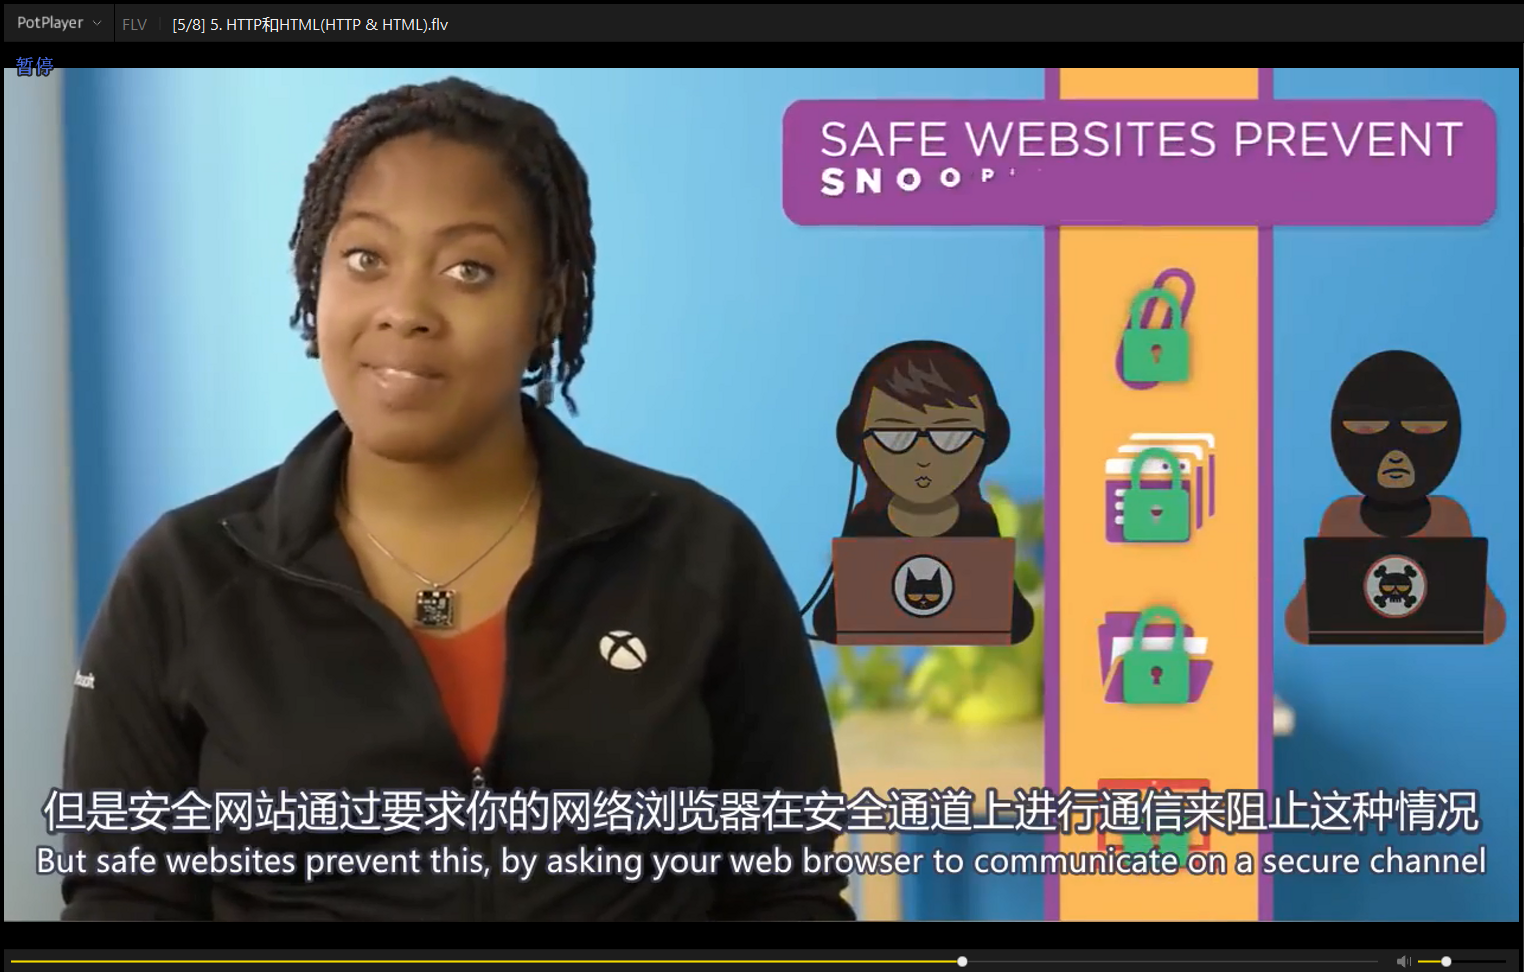 PotPlayer
FLV
[5/8] 5. HTTP和HTML(HTTP & HTML).flv
暂停
SAFE WEBSITES PREVENT
SNOOP
但是安全网站通过要求你的网络浏览器在安全通道上进行通信来阻止这种情况
But safe websites prevent this, by asking your web browser to communicate on a secure channel